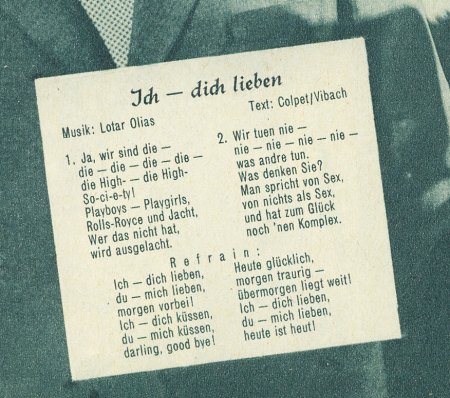 Ich — dich lieben
Musik: Lotar Olias
Text: Colpet/Vibach
1. Ja, wir sind die —
die — die — die — die —
die High- — die High-
So-ci-e-ty!
Playboys — Playgirls,
Rolls-Royce und Jacht,
Wer das nicht hat,
wird ausgelacht.
2. Wir tuen nie —
nie — nie — nie — nie —
was andre tun.
Was denken Sie?
Man spricht von Sex,
von nichts als Sex,
und hat zum Glück
noch 'nen Komplex.
Refrain:
Ich — dich lieben,
du — mich lieben,
morgen vorbei!
Ich — dich küssen,
du — mich küssen,
darling, good bye!
Heute glücklich,
morgen traurig —
übermorgen liegt weit!
Ich — dich lieben,
du — mich lieben,
heute ist heut!